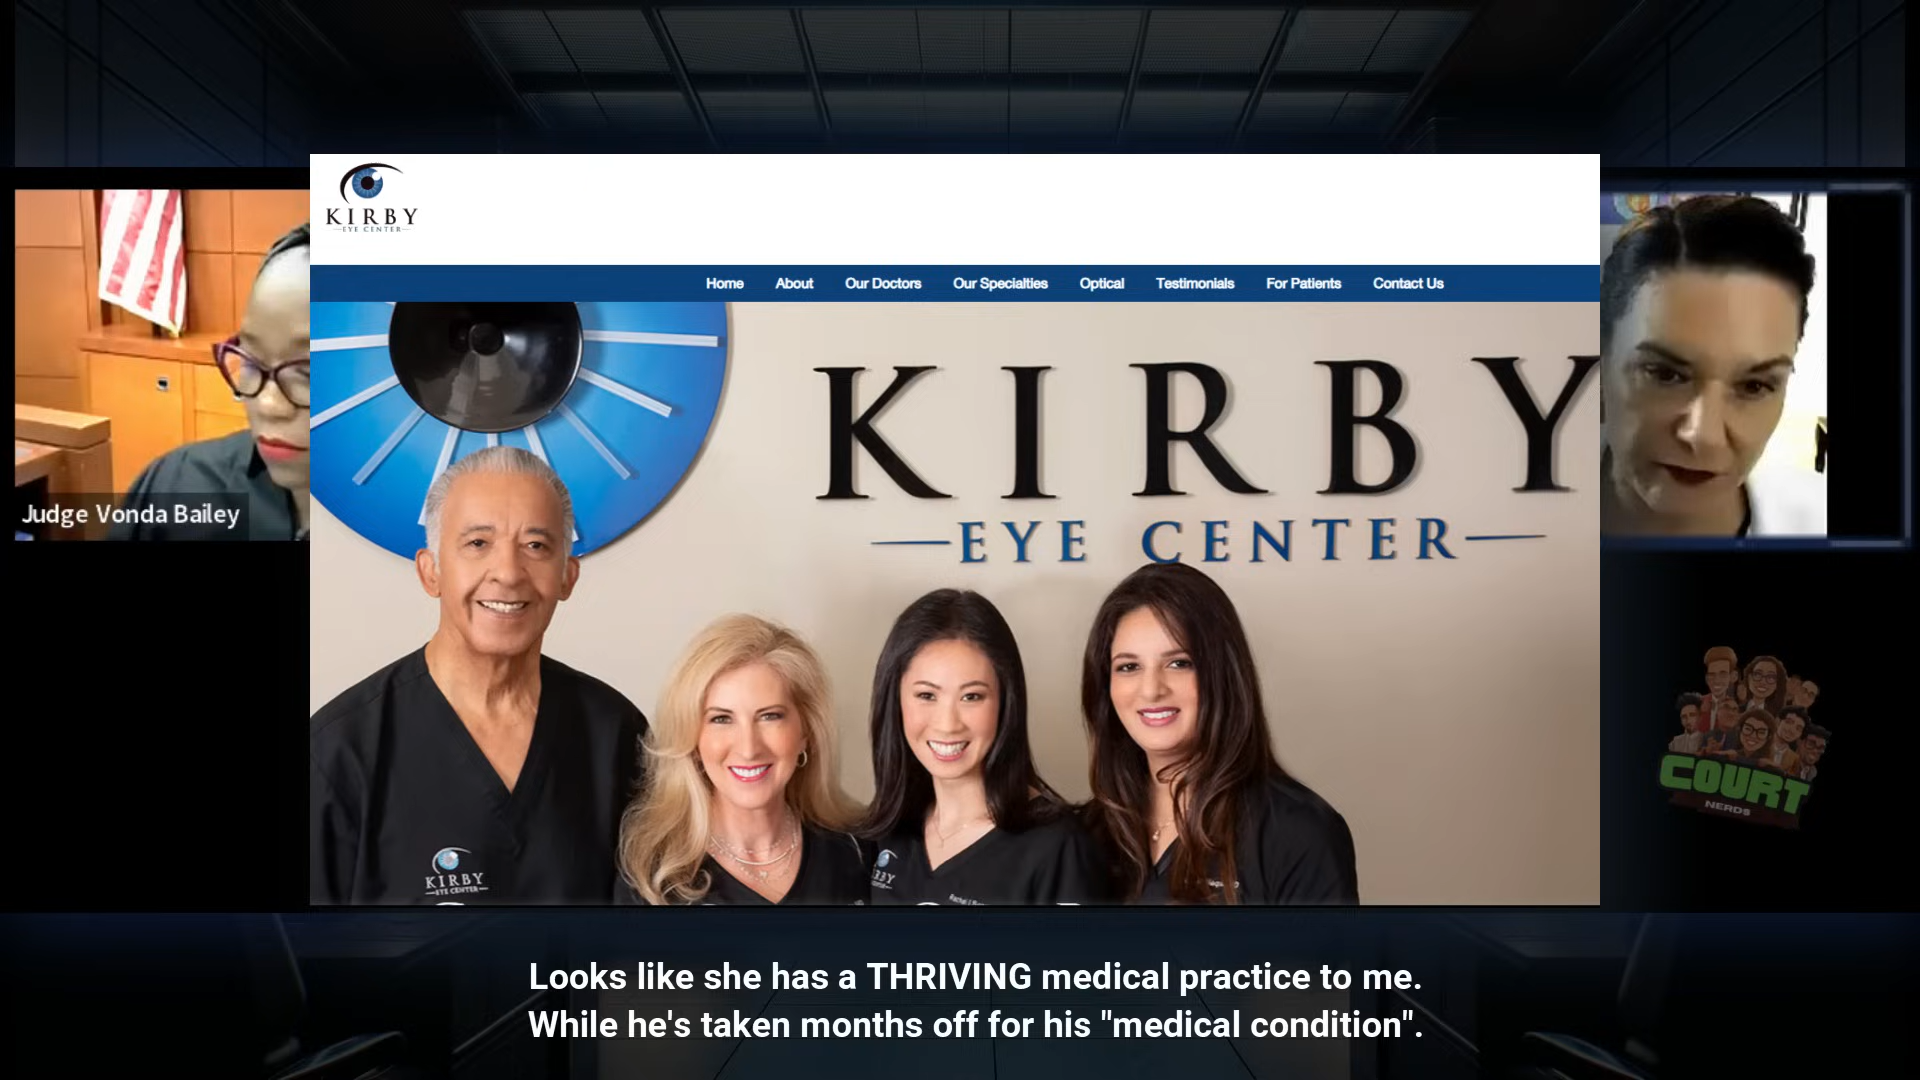 KIRBY
EYE CENTER
Home About Our Doctors Our Specialties Optical Testimonials For Patients Contact Us
KIRBY
EYE CENTER
Judge Vonda Bailey
KIRBY
EYE CENTER
COURT
NERDS
Looks like she has a THRIVING medical practice to me.
While he's taken months off for his "medical condition".